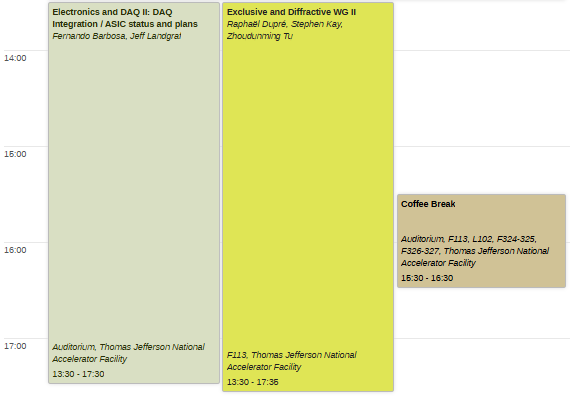 Electronics and DAQ II: DAQ
Integration / ASIC status and plans
Fernando Barbosa, Jeff Landgraf
Exclusive and Diffractive WG II
Raphaël Dupré, Stephen Kay,
Zhoudunming Tu
14:00
15:00
Coffee Break
Auditorium, F113, L102, F324-325,
F326-327, Thomas Jefferson National
Accelerator Facility
15:30 - 16:30
16:00
17:00
Auditorium, Thomas Jefferson National
Accelerator Facility
13:30 - 17:30
F113, Thomas Jefferson National
Accelerator Facility
13:30 - 17:35